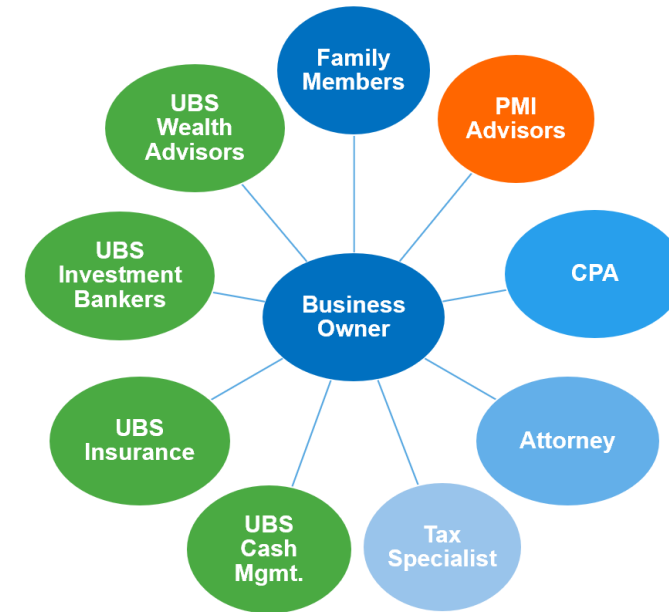 Family
Members
PMI
Advisors
UBS
Wealth
Advisors
UBS
Investment
Bankers
CPA
Business
Owner
UBS
Insurance
Attorney
UBS
Cash
Mgmt.
Tax
Specialist